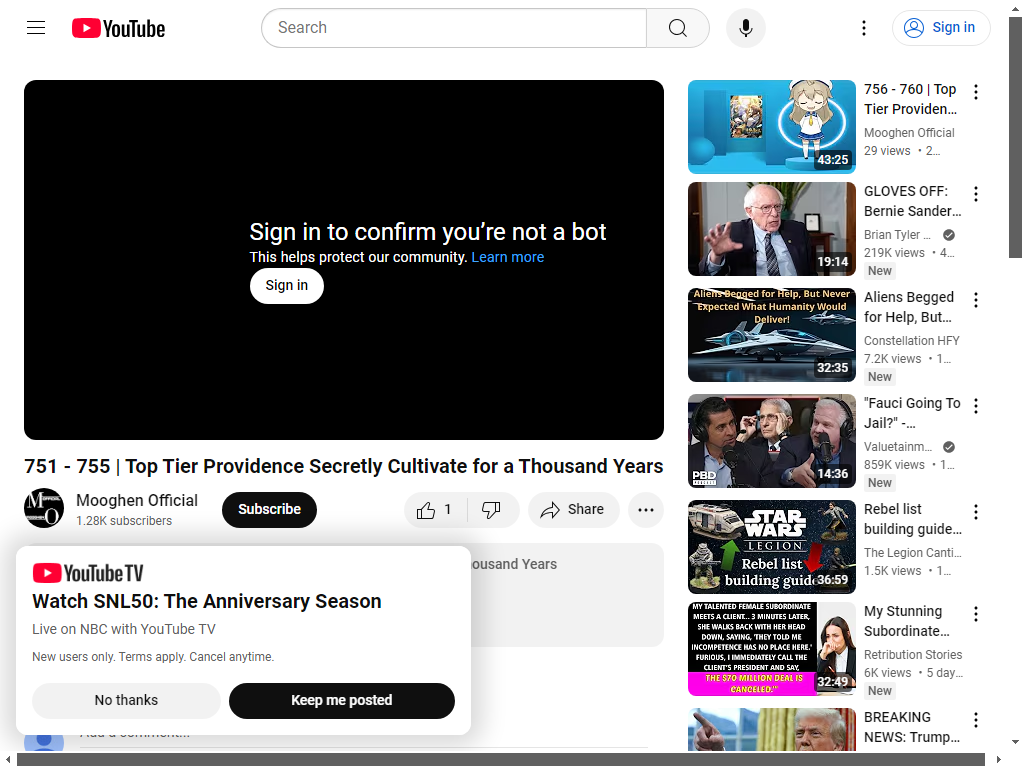 YouTube
Search
Sign in
Sign in to confirm you're not a bot
This helps protect our community. Learn more
Sign in
751 - 755 | Top Tier Providence Secretly Cultivate for a Thousand Years
Mooghen Official
1.28K subscribers
Subscribe
1
Share
ousand Years
YouTube TV
Watch SNL50: The Anniversary Season
Live on NBC with YouTube TV
New users only. Terms apply. Cancel anytime.
No thanks
Keep me posted
Add a comment...
43:25
756 - 760 | Top
Tier Providen...
Mooghen Official
29 views • 2...
19:14
GLOVES OFF:
Bernie Sander...
Brian Tyler ...
219K views • 4...
New
Aliens Begged for Help, But Never
Expected What Humanity Would
Deliver!
32:35
Aliens Begged
for Help, But...
Constellation HFY
7.2K views • 1...
New
PBD
PODCAST
14:36
"Fauci Going To
Jail?" -...
Valuetainm...
859K views • 1...
New
STAR
WARS
LEGION
Rebel list
building guide
36:59
Rebel list
building guide...
The Legion Canti...
1.5K views • 1...
MY TALENTED FEMALE SUBORDINATE
MEETS A CLIENT... 3 MINUTES LATER,
SHE WALKS BACK WITH HER HEAD
DOWN, SAYING, 'THEY TOLD ME
INCOMPETENCE HAS NO PLACE HERE.'
FURIOUS, I IMMEDIATELY CALL THE
CLIENT'S PRESIDENT AND SAY,
THE $70 MILLION DEAL IS
CANCELED.'"
32:49
My Stunning
Subordinate...
Retribution Stories
6K views • 5 day...
New
BREAKING
NEWS: Trump...